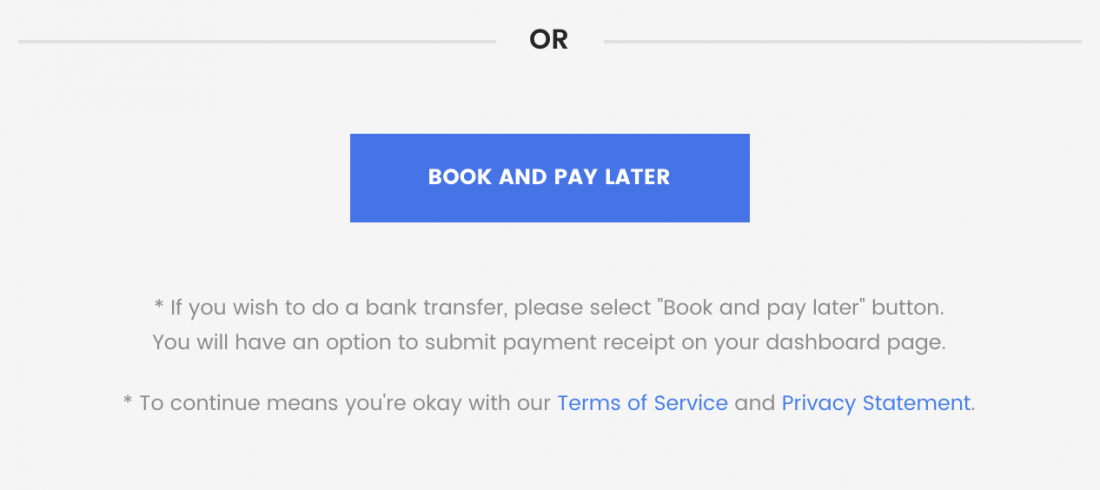 OR
BOOK AND PAY LATER
* If you wish to do a bank transfer, please select "Book and pay later" button.
You will have an option to submit payment receipt on your dashboard page.
* To continue means you're okay with our Terms of Service and Privacy Statement.